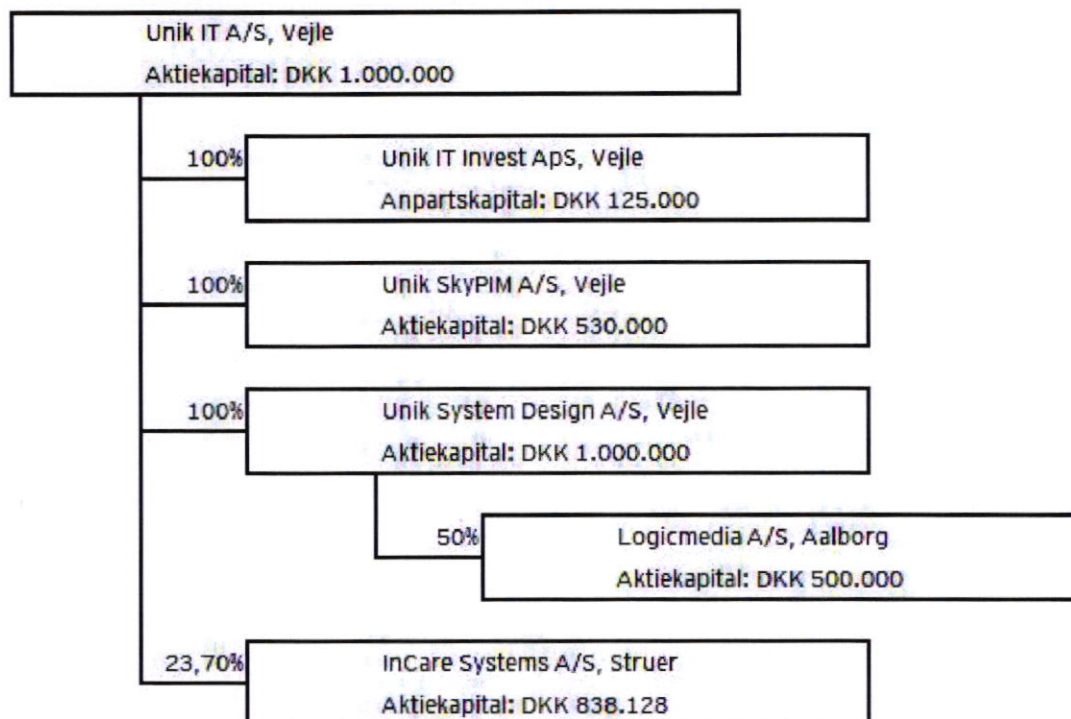 Unik IT A/S, Vejle
Aktiekapital: DKK 1.000.000
100%
Unik IT Invest ApS, Vejle
Anpartskapital: DKK 125.000
100%
Unik SkyPIM A/S, Vejle
Aktiekapital: DKK 530.000
100%
Unik System Design A/S, Vejle
Aktiekapital: DKK 1.000.000
50%
Logicmedia A/S, Aalborg
Aktiekapital: DKK 500.000
23,70%
InCare Systems A/S, Struer
Aktiekapital: DKK 838.128